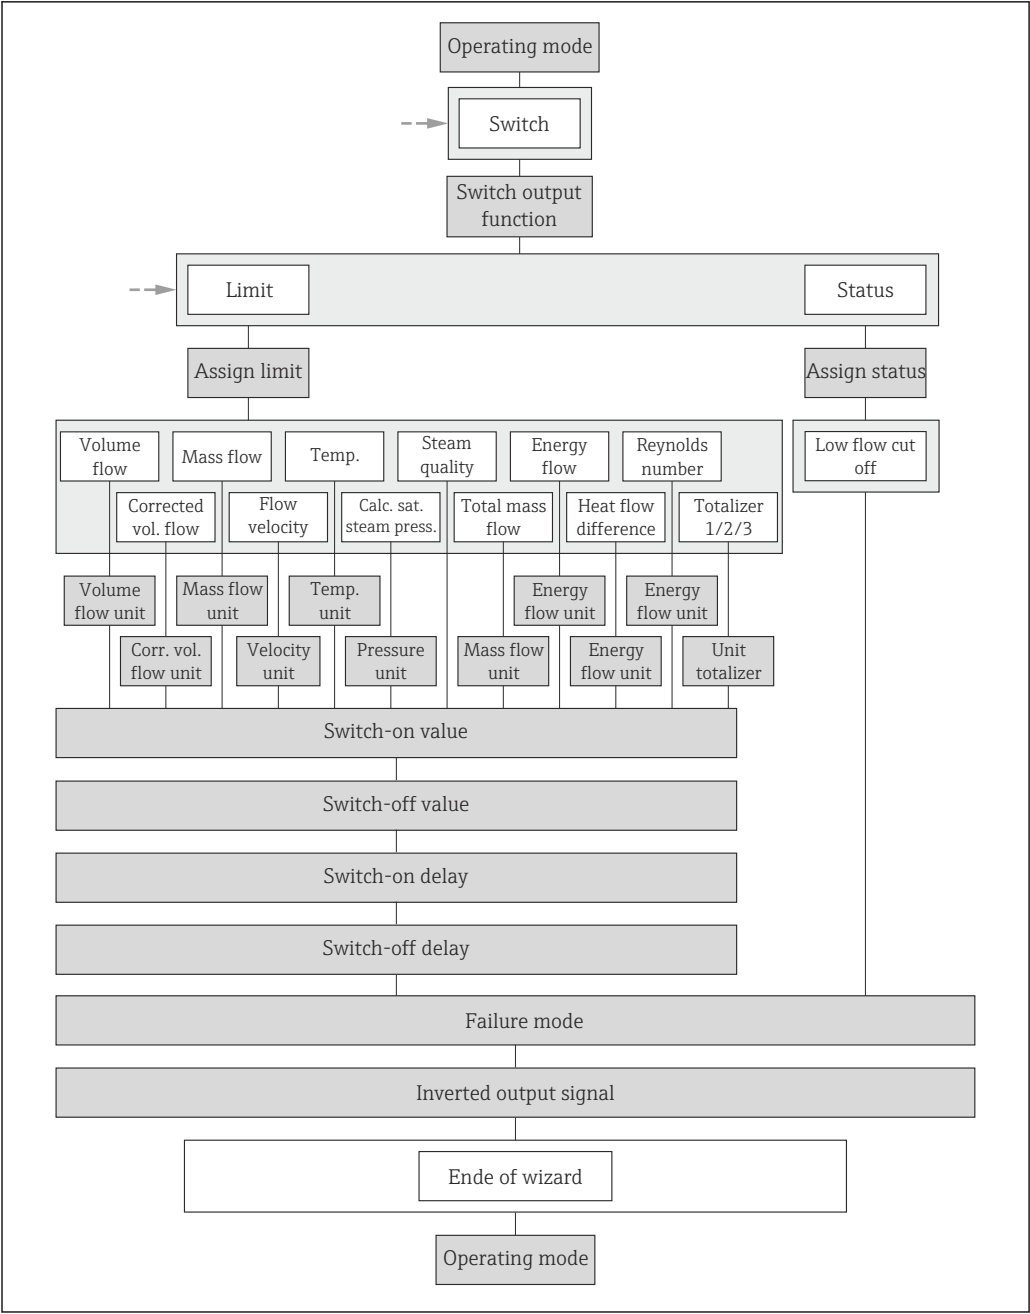 Operating mode
Switch
Switch output
function
Limit
Status
Assign limit
Assign status
Volume
flow
Mass flow
Temp.
Steam
quality
Energy
flow
Reynolds
number
Low flow cut
off
Corrected
vol. flow
Flow
velocity
Calc. sat.
steam press.
Total mass
flow
Heat flow
difference
Totalizer
1/2/3
Volume
flow unit
Mass flow
unit
Temp.
unit
Energy
flow unit
Energy
flow unit
Corr. vol.
flow unit
Velocity
unit
Pressure
unit
Mass flow
unit
Energy
flow unit
Unit
totalizer
Switch-on value
Switch-off value
Switch-on delay
Switch-off delay
Failure mode
Inverted output signal
Ende of wizard
Operating mode